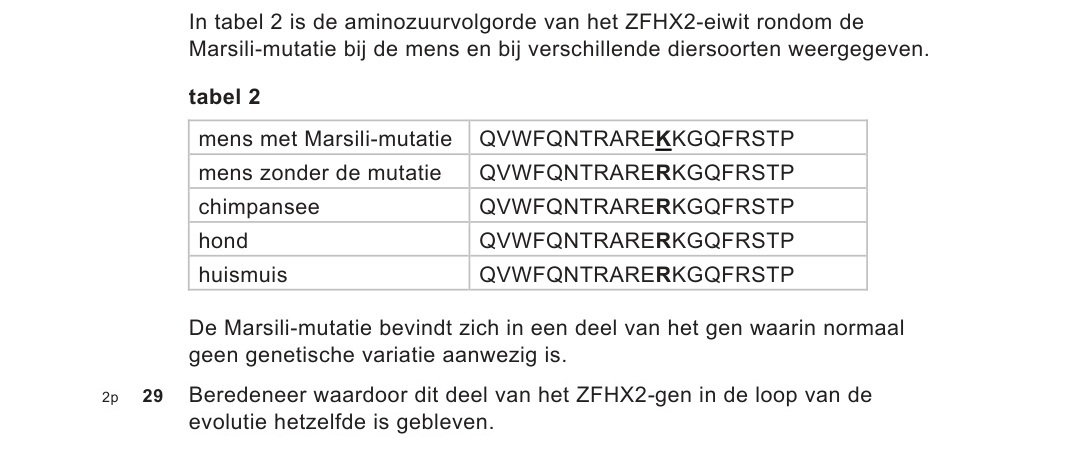 In tabel 2 is de aminozuurvolgorde van het ZFHX2-eiwit rondom de
Marsili-mutatie bij de mens en bij verschillende diersoorten weergegeven.
tabel 2
mens met Marsili-mutatie QVWFQNTRAREKKGQFRSTP
mens zonder de mutatie QVWFQNTRARERKGQFRSTP
chimpansee QVWFQNTRARERKGQFRSTP
hond QVWFQNTRARERKGQFRSTP
huismuis QVWFQNTRARERKGQFRSTP
De Marsili-mutatie bevindt zich in een deel van het gen waarin normaal
geen genetische variatie aanwezig is.
2p 29 Beredeneer waardoor dit deel van het ZFHX2-gen in de loop van de
evolutie hetzelfde is gebleven.